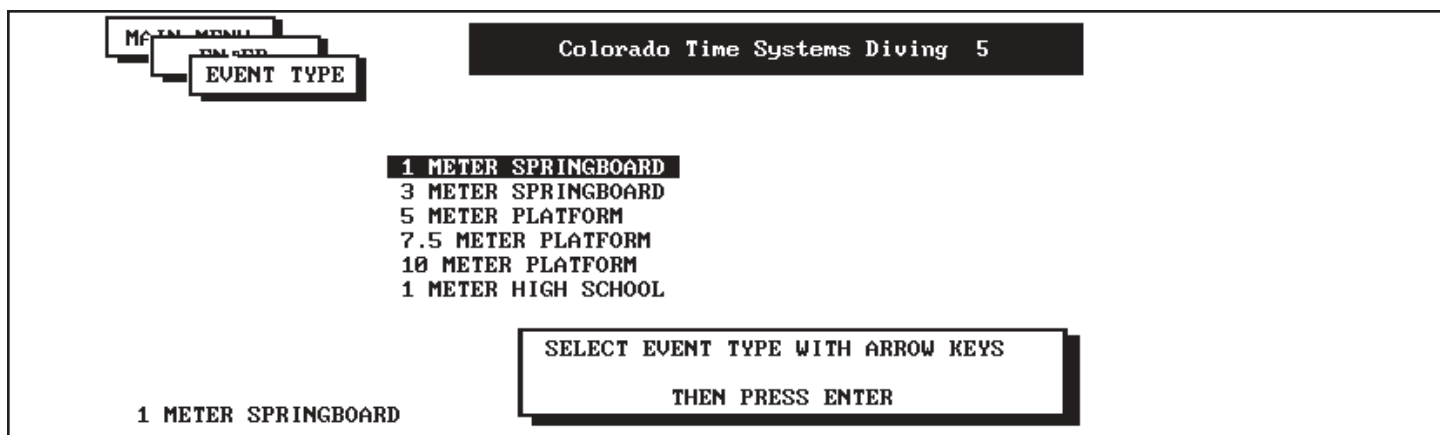 MAIN MENU
EVENT TYPE
Colorado Time Systems Diving 5
1 METER SPRINGBOARD
3 METER SPRINGBOARD
5 METER PLATFORM
7.5 METER PLATFORM
10 METER PLATFORM
1 METER HIGH SCHOOL
SELECT EVENT TYPE WITH ARROW KEYS
THEN PRESS ENTER
1 METER SPRINGBOARD